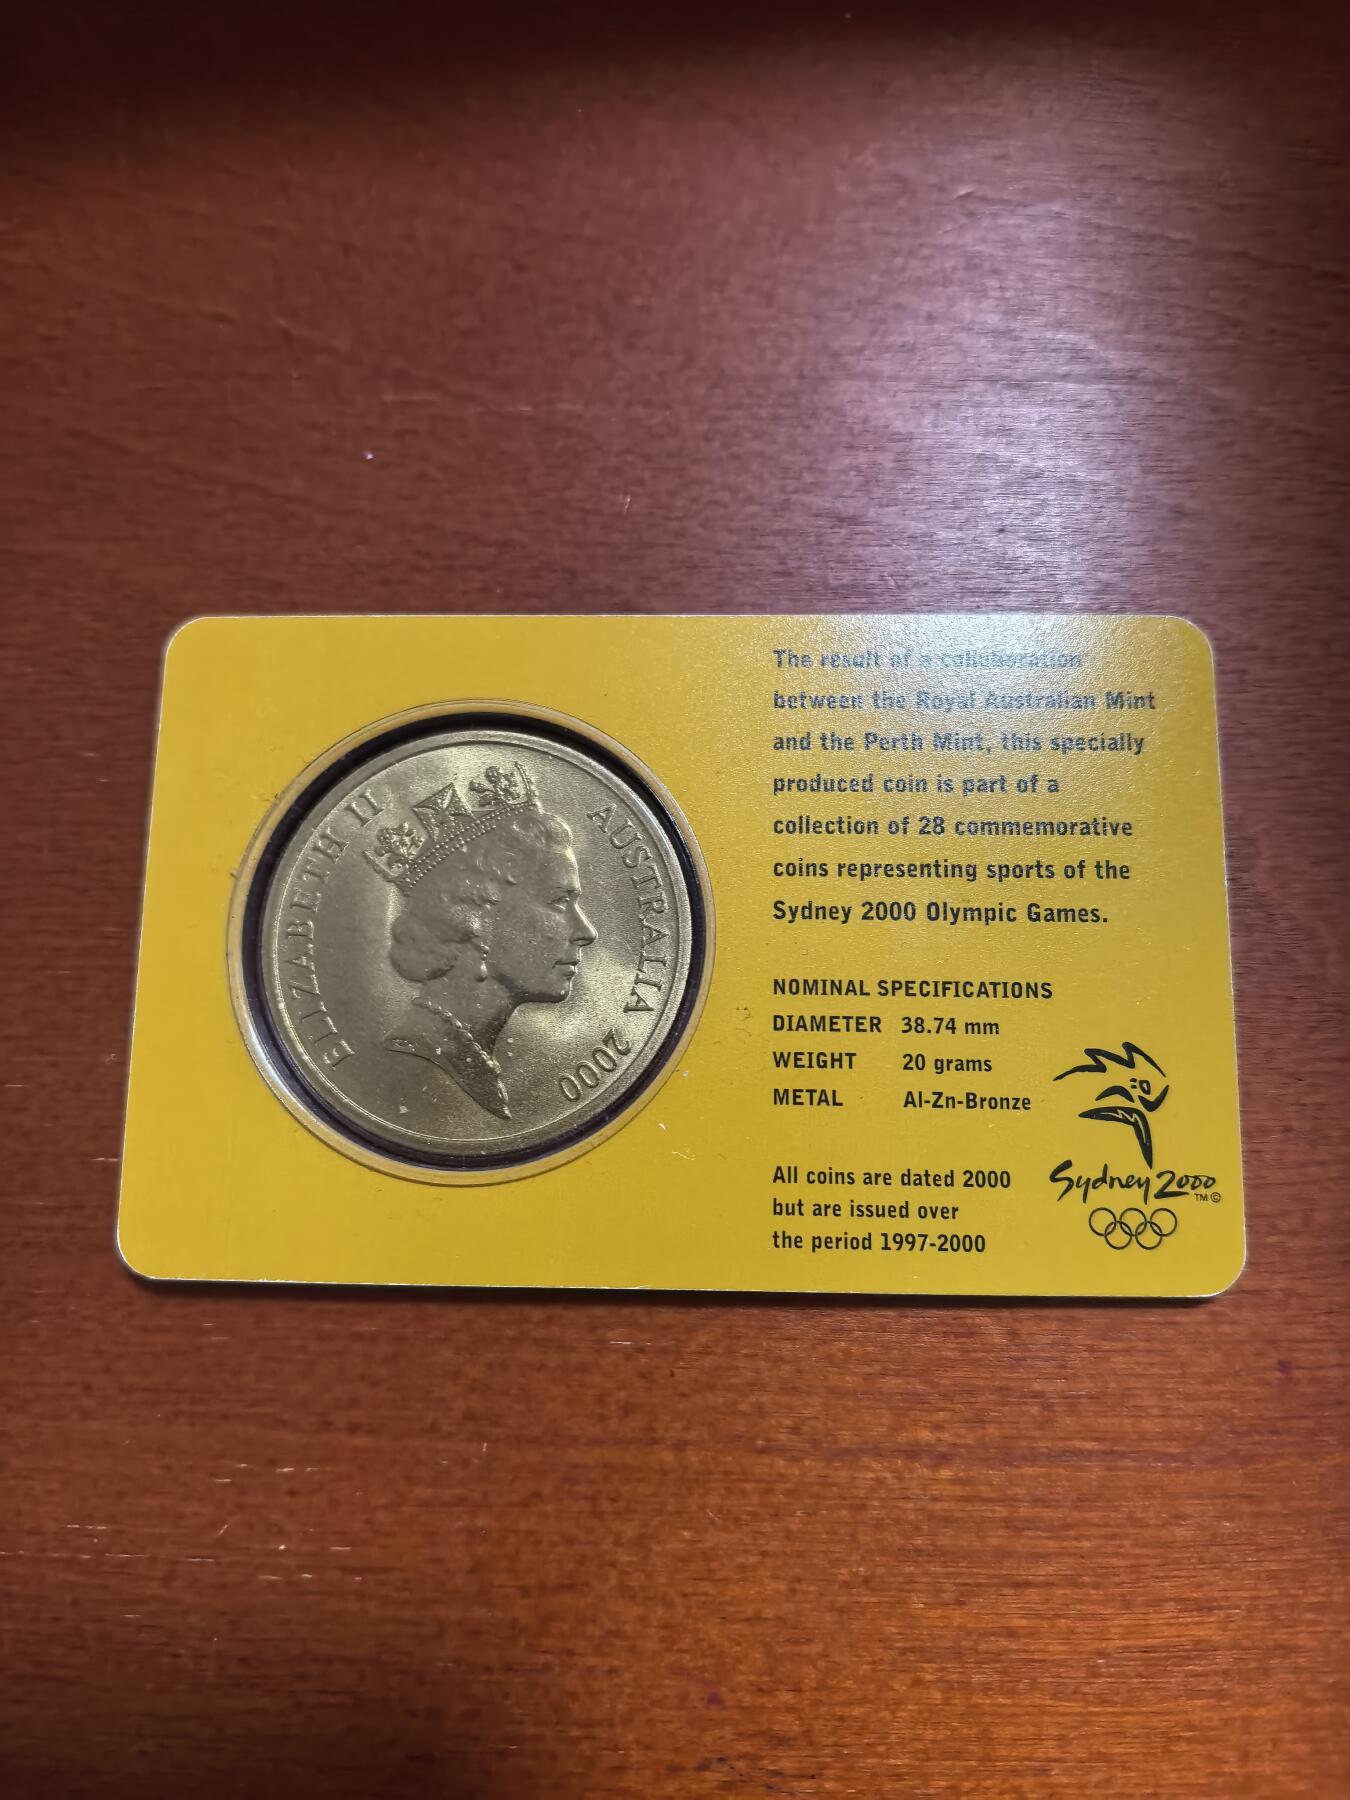 ELIZABETH II
AUSTRALIA 2000
The result of a collaboration
between the Royal Australian Mint
and the Perth Mint, this specially
produced coin is part of a
collection of 28 commemorative
coins representing sports of the
Sydney 2000 Olympic Games.
NOMINAL SPECIFICATIONS
DIAMETER 38.74 mm
WEIGHT 20 grams
METAL Al-Zn-Bronze
All coins are dated 2000
but are issued over
the period 1997-2000
Sydney 2000
TM©